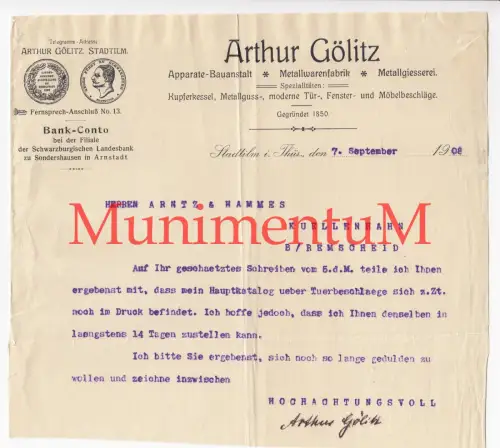 Telegramm-Adresse:
ARTHUR GÖLITZ, STADTILM.
Fernsprech-Anschluß No. 13.
Bank-Conto
bei der Filiale
der Schwarzburgischen Landesbank
zu Sondershausen in Arnstadt
Arthur Gölitz
Apparate-Bauanstalt * Metallwarenfabrik * Metallgiesserei.
Spezialitäten:
Kupferkessel, Metallguss-, moderne Tür-, Fenster- und Möbelbeschläge.
Gegründet 1850.
Stadtilm i. Thür., den 7. September 1908
HERREN ARNTZ & HAMMES
MunimentuM
KUELLENHAHN
B/REMSCHEID
Auf Ihr geschaetztes Schreiben vom 5.d.M. teile ich Ihnen
ergebenst mit, dass mein Hauptkatalog ueber Tuerbeschlaege sich z.Zt.
noch im Druck befindet. Ich hoffe jedoch, dass ich Ihnen denselben in
laengstens 14 Tagen zustellen kann.
Ich bitte Sie ergebenst, sich noch so lange gedulden zu
wollen und zeichne inzwischen
HOCHACHTUNGSVOLL
Arthur Gölitz